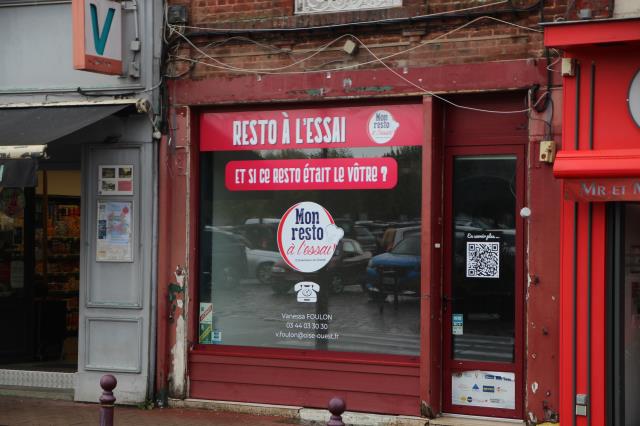 V
RESTO À L'ESSAI
Mon
resto
à l'essai
ET SI CE RESTO ÉTAIT LE VÔTRE ?
Mon
resto
à l'essai
Vanessa FOULON
03 44 03 30 30
v.foulon@oise-ouest.fr
En savoir plus...
MR ET M